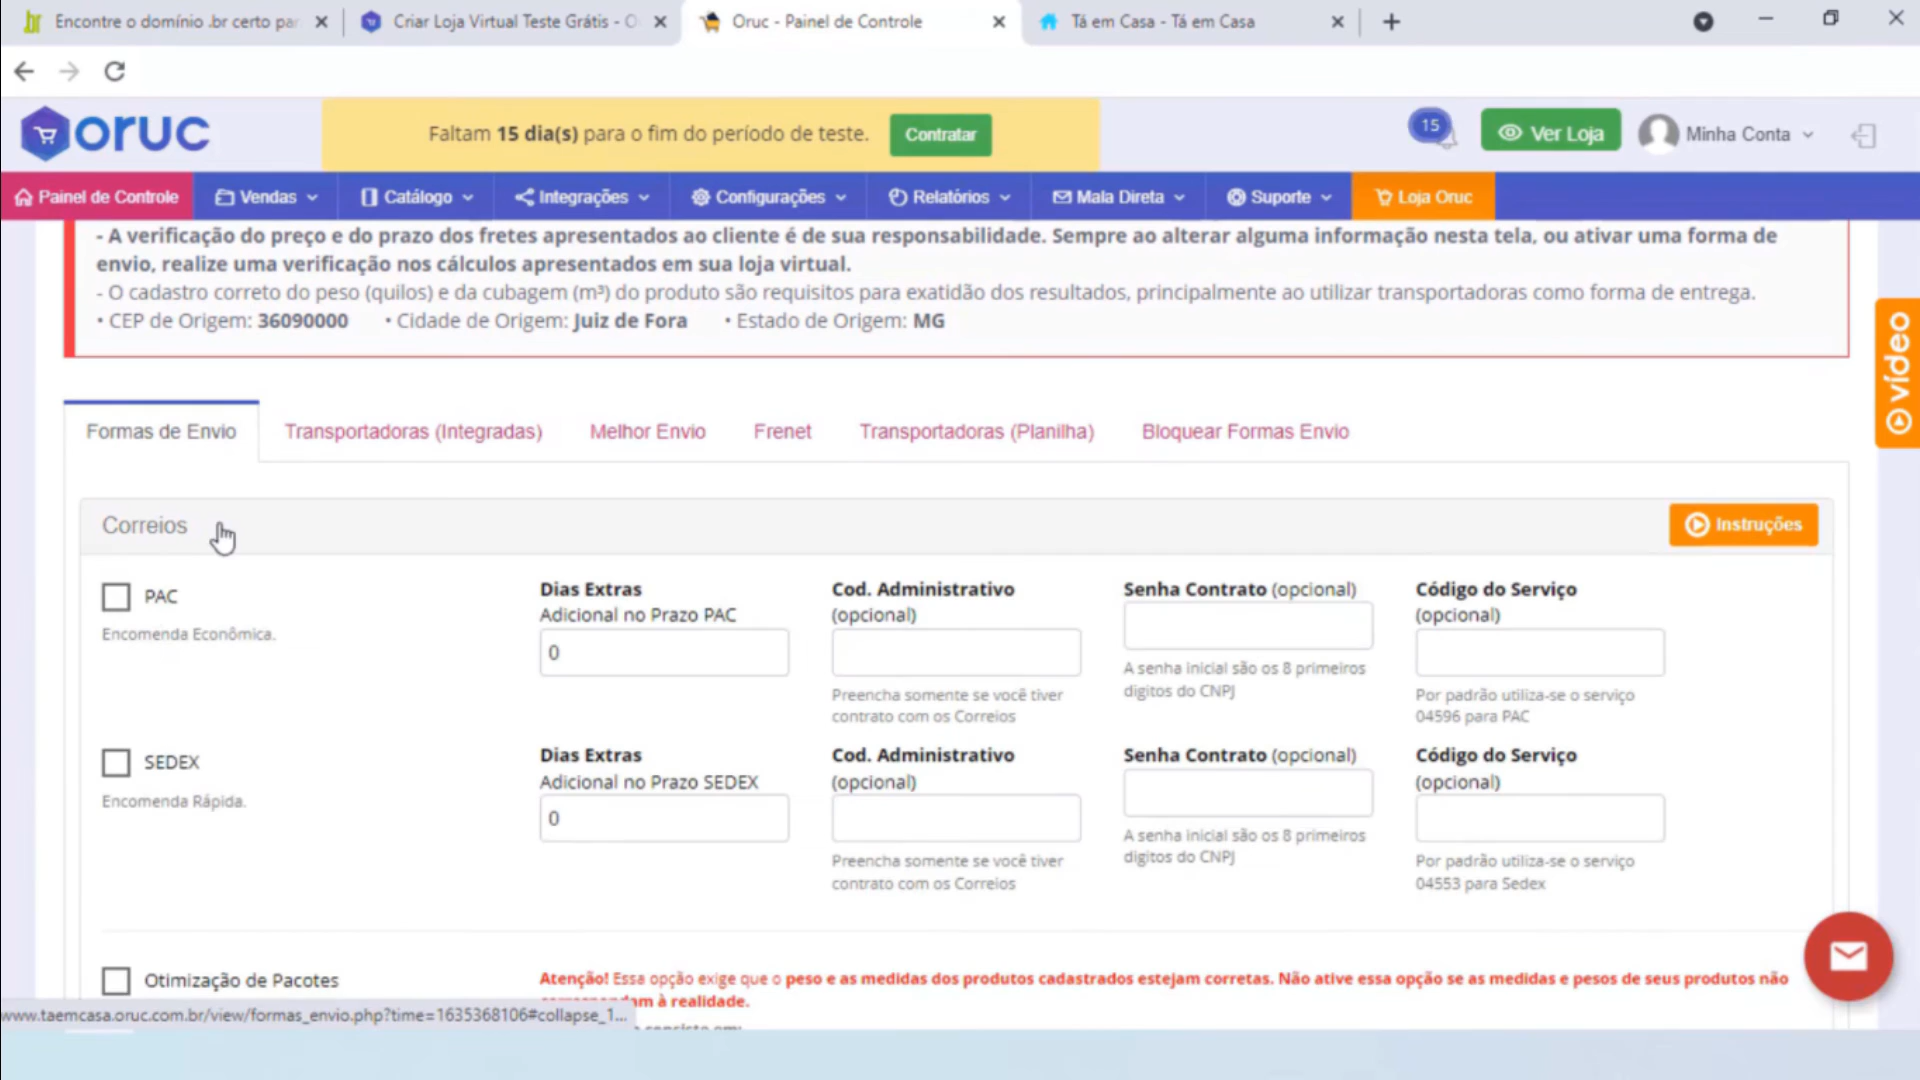 Encontre o domínio .br certo par
Criar Loja Virtual Teste Grátis - O
Oruc - Painel de Controle
Tá em Casa - Tá em Casa
oruc
Faltam 15 dia(s) para o fim do período de teste.
Contratar
15
Ver Loja
Minha Conta
Painel de Controle
Vendas
Catálogo
Integrações
Configurações
Relatórios
Mala Direta
Suporte
Loja Oruc
- A verificação do preço e do prazo dos fretes apresentados ao cliente é de sua responsabilidade. Sempre ao alterar alguma informação nesta tela, ou ativar uma forma de
envio, realize uma verificação nos cálculos apresentados em sua loja virtual.
- O cadastro correto do peso (quilos) e da cubagem (m³) do produto são requisitos para exatidão dos resultados, principalmente ao utilizar transportadoras como forma de entrega.
• CEP de Origem: 36090000 • Cidade de Origem: Juiz de Fora • Estado de Origem: MG
vídeo
Formas de Envio
Transportadoras (Integradas)
Melhor Envio
Frenet
Transportadoras (Planilha)
Bloquear Formas Envio
Correios
Instruções
PAC
Encomenda Econômica.
Dias Extras
Adicional no Prazo PAC
0
Cod. Administrativo
(opcional)
Preencha somente se você tiver
contrato com os Correios
Senha Contrato (opcional)
A senha inicial são os 8 primeiros
digitos do CNPJ
Código do Serviço
(opcional)
Por padrão utiliza-se o serviço
04596 para PAC
SEDEX
Encomenda Rápida.
Dias Extras
Adicional no Prazo SEDEX
0
Cod. Administrativo
(opcional)
Preencha somente se você tiver
contrato com os Correios
Senha Contrato (opcional)
A senha inicial são os 8 primeiros
digitos do CNPJ
Código do Serviço
(opcional)
Por padrão utiliza-se o serviço
04553 para Sedex
Otimização de Pacotes
Atenção! Essa opção exige que o peso e as medidas dos produtos cadastrados estejam corretas. Não ative essa opção se as medidas e pesos de seus produtos não
à realidade.
www.taemcasa.oruc.com.br/view/formas_envio.php?time=1635368106#collapse_1...